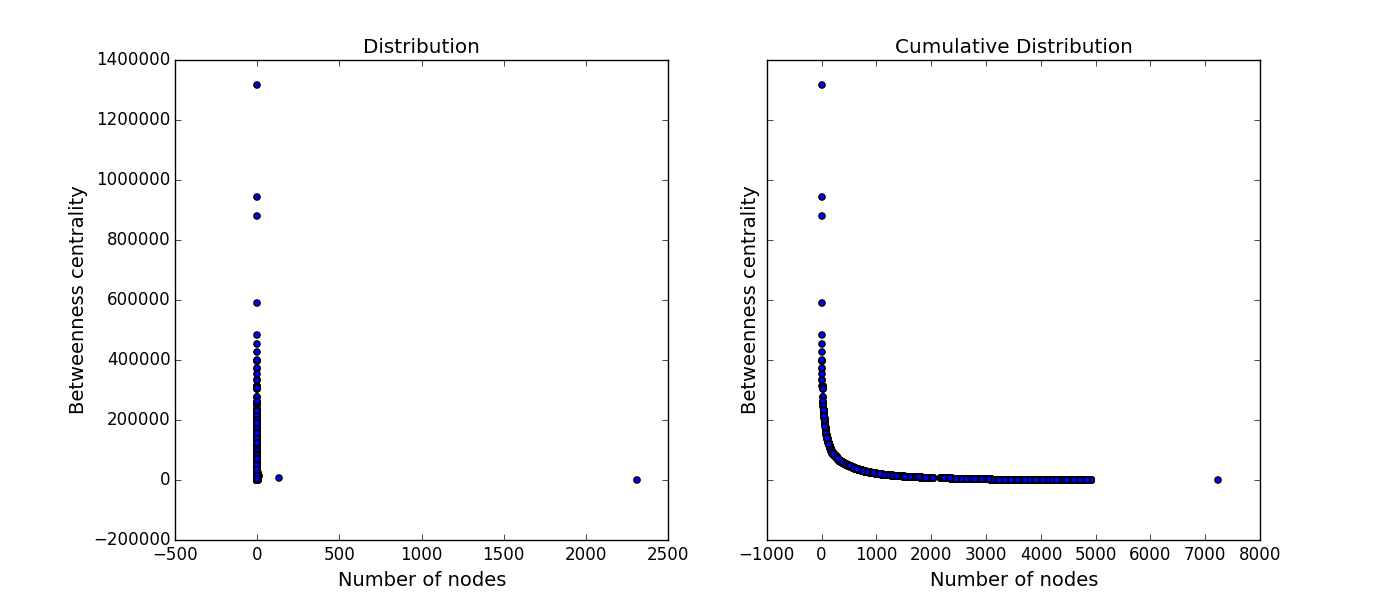 Distribution
1400000
1200000
1000000
800000
600000
400000
200000
0
−200000
−500 0 500 1000 1500 2000 2500
Number of nodes
Betweenness centrality
Cumulative Distribution
−1000 0 1000 2000 3000 4000 5000 6000 7000 8000
Number of nodes
Betweenness centrality